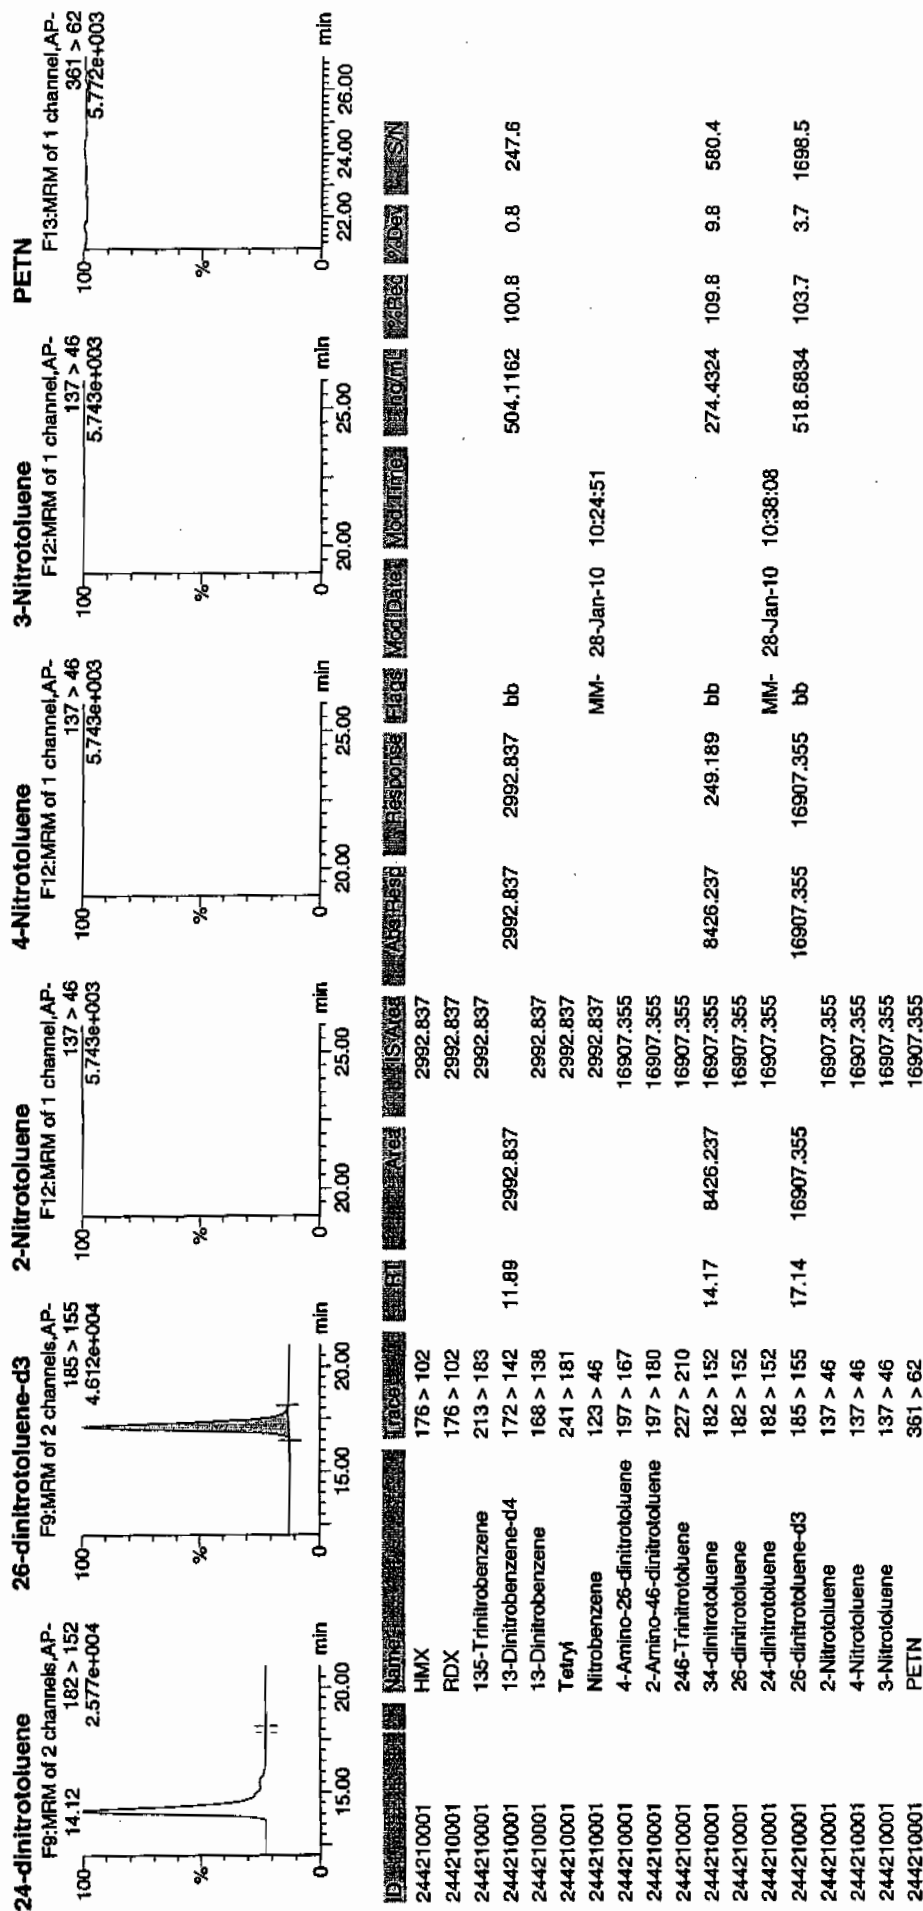 24-dinitrotoluene
F9:MRM of 2 channels,AP-
14.12 182 > 152
2.577e+004
100
%
0
15.00 20.00 min
26-dinitrotoluene-d3
F9:MRM of 2 channels,AP-
185 > 155
4.612e+004
100
%
0
15.00 20.00 min
2-Nitrotoluene
F12:MRM of 1 channel,AP-
137 > 46
5.743e+003
100
%
0
20.00 25.00 min
4-Nitrotoluene
F12:MRM of 1 channel,AP-
137 > 46
5.743e+003
100
%
0
20.00 25.00 min
3-Nitrotoluene
F12:MRM of 1 channel,AP-
137 > 46
5.743e+003
100
%
0
20.00 25.00 min
PETN
F13:MRM of 1 channel,AP-
361 > 62
5.772e+003
100
%
0
22.00 24.00 26.00 min
ID Name Trace RT Area IS Area Abs Resp Response Flags Mod Date Mod Time ng/mL %Rec %Dev S/N
244210001 HMX 176 > 102 2992.837
244210001 RDX 176 > 102 2992.837
244210001 135-Trinitrobenzene 213 > 183 2992.837
244210001 13-Dinitrobenzene-d4 172 > 142 11.89 2992.837 2992.837 2992.837 bb 504.1162 100.8 0.8 247.6
244210001 13-Dinitrobenzene 168 > 138 2992.837
244210001 Tetryl 241 > 181 2992.837
244210001 Nitrobenzene 123 > 46 2992.837 MM- 28-Jan-10 10:24:51
244210001 4-Amino-26-dinitrotoluene 197 > 167 16907.355
244210001 2-Amino-46-dinitrotoluene 197 > 180 16907.355
244210001 246-Trinitrotoluene 227 > 210 16907.355
244210001 34-dinitrotoluene 182 > 152 14.17 8426.237 16907.355 8426.237 249.189 bb 274.4324 109.8 9.8 580.4
244210001 26-dinitrotoluene 182 > 152 16907.355
244210001 24-dinitrotoluene 182 > 152 16907.355 MM- 28-Jan-10 10:38:08
244210001 26-dinitrotoluene-d3 185 > 155 17.14 16907.355 16907.355 16907.355 bb 518.6834 103.7 3.7 1698.5
244210001 2-Nitrotoluene 137 > 46 16907.355
244210001 4-Nitrotoluene 137 > 46 16907.355
244210001 3-Nitrotoluene 137 > 46 16907.355
244210001 PETN 361 > 62 16907.355